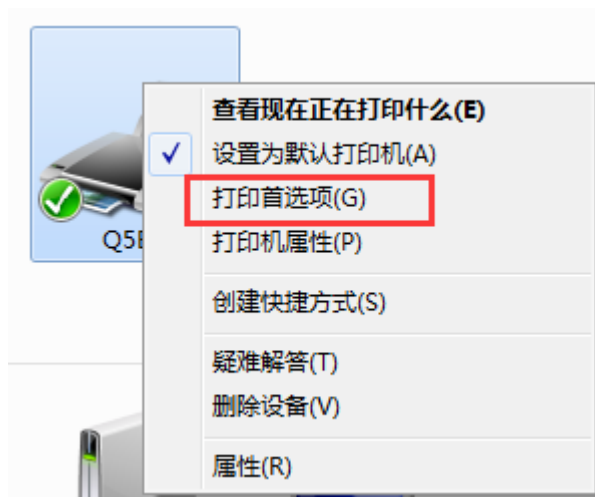 查看现在正在打印什么(E)
设置为默认打印机(A)
打印首选项(G)
Q5
打印机属性(P)
创建快捷方式(S)
疑难解答(T)
删除设备(V)
属性(R)